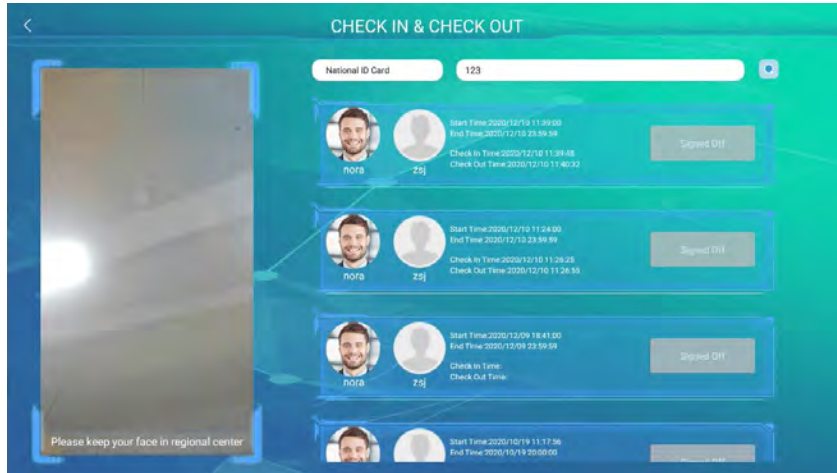 CHECK IN & CHECK OUT
National ID Card
123
Start Time:2020/12/10 11:39:00
End Time:2020/12/10 23:59:59
Check In Time:2020/12/10 11:39:48
Check Out Time:2020/12/10 11:40:32
nora
zsj
Signed Off
Start Time:2020/12/10 11:24:00
End Time:2020/12/10 23:59:59
Check In Time:2020/12/10 11:26:25
Check Out Time:2020/12/10 11:26:55
nora
zsj
Signed Off
Start Time:2020/12/09 18:41:00
End Time:2020/12/09 23:59:59
Check In Time:
Check Out Time:
nora
zsj
Signed Off
Start Time:2020/10/19 11:17:56
End Time:2020/10/19 20:00:00
Signed Off
Please keep your face in regional center